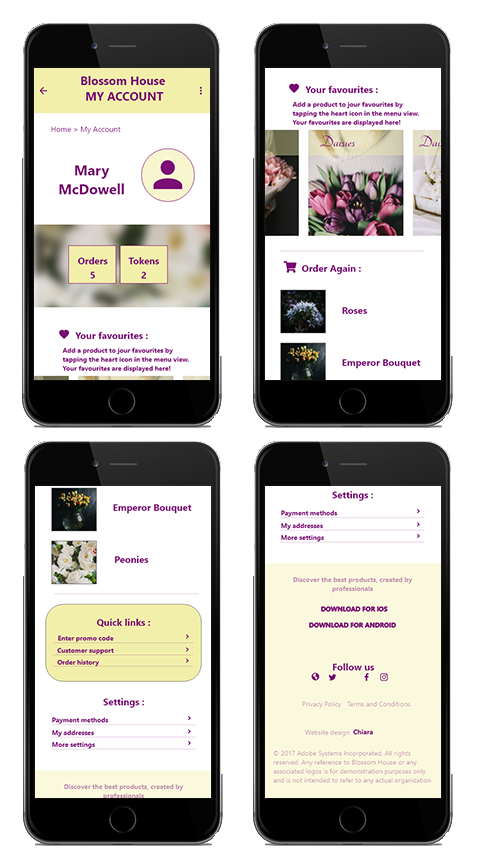 Blossom House
MY ACCOUNT
Home > My Account
Mary
McDowell
Orders
5
Tokens
2
Your favourites :
Add a product to your favourites by
tapping the heart icon in the menu view.
Your favourites are displayed here!
Your favourites :
Add a product to jour favourites by
tapping the heart icon in the menu view.
Your favourites are displayed here!
Daisies
Dai
Order Again :
Roses
Emperor Bouquet
Emperor Bouquet
Peonies
Quick links :
Enter promo code
Customer support
Order history
Settings :
Payment methods
My addresses
More settings
Discover the best products, created by
professionals
Settings :
Payment methods
My addresses
More settings
Discover the best products, created by
professionals
DOWNLOAD FOR IOS
DOWNLOAD FOR ANDROID
Follow us
Privacy Policy Terms and Conditions
Website design Chiara
© 2017 Adobe Systems Incorporated. All rights
reserved. Any reference to Blossom House or any
associated logos is for demonstration purposes only
and is not intended to refer to any actual organization.